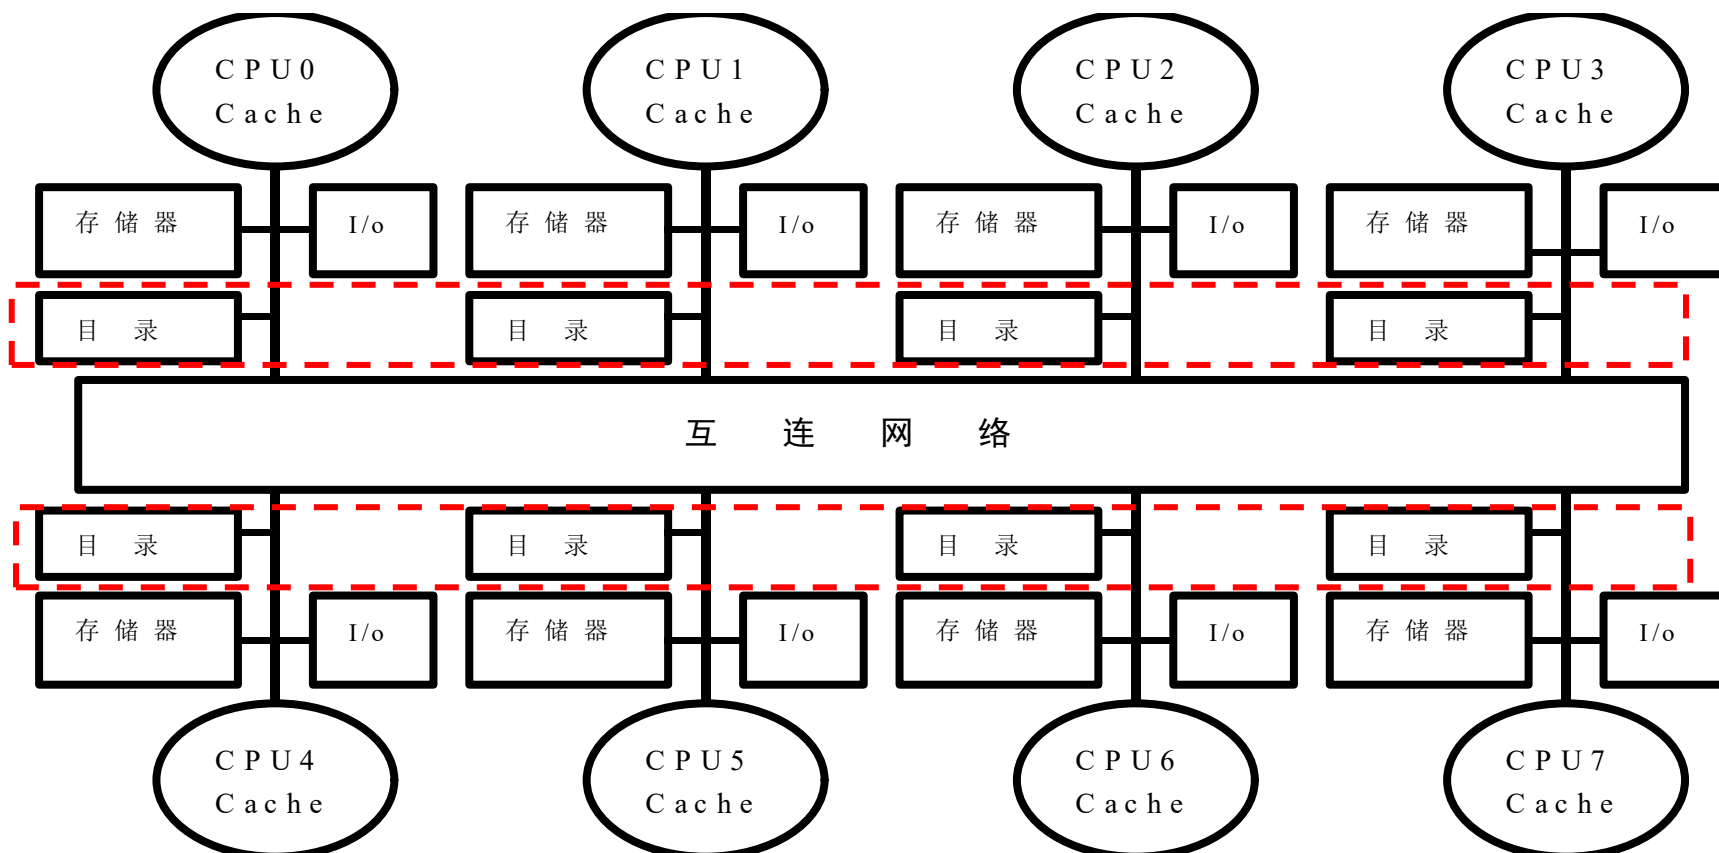 CPU0
Cache
CPU1
Cache
CPU2
Cache
CPU3
Cache
存储器
I/o
存储器
I/o
存储器
I/o
存储器
I/o
目 录
目 录
目 录
目 录
互 连 网 络
目 录
目 录
目 录
目 录
存储器
I/o
存储器
I/o
存储器
I/o
存储器
I/o
CPU4
Cache
CPU5
Cache
CPU6
Cache
CPU7
Cache